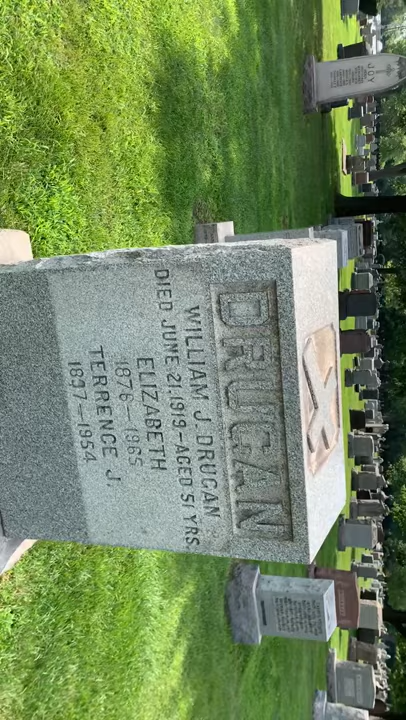 DRUGAN
WILLIAM J. DRUGAN
DIED JUNE 21, 1919 – AGED 51 YRS.
ELIZABETH
1876 – 1965
TERRENCE J.
1897 – 1954
JOY